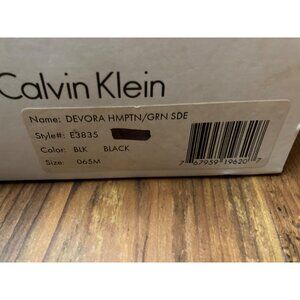 Calvin Klein
Name: DEVORA HMPTN/GRN SDE
Style#: E3835
Color: BLK BLACK
Size: 065M
7 67959 19620 7